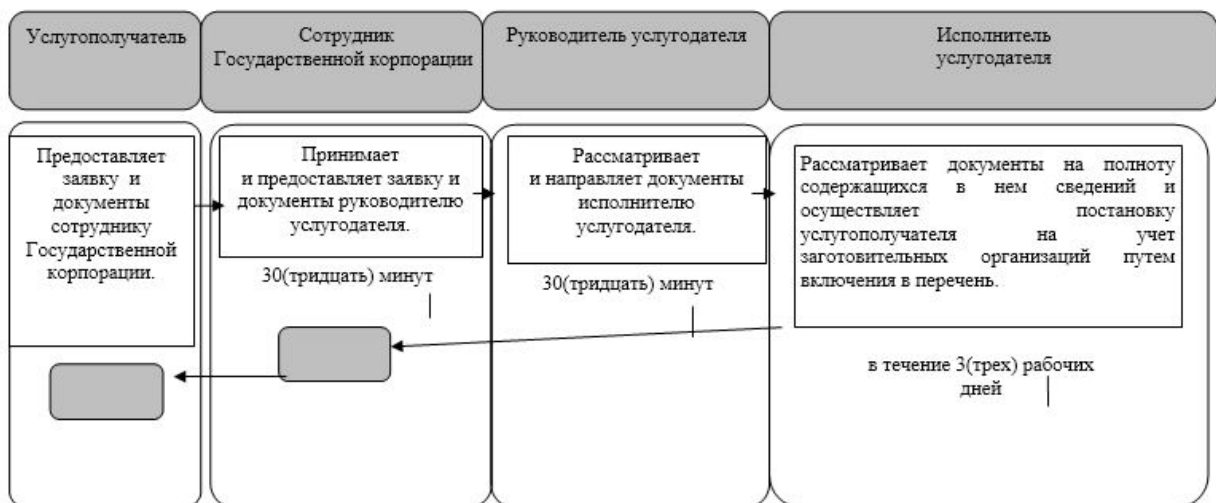 Услугополучатель
Сотрудник
Государственной корпорации
Руководитель услугодателя
Исполнитель
услугодателя
Предоставляет
заявку и
документы
сотруднику
Государственной
корпорации.
Принимает
и предоставляет заявку и
документы руководителю
услугодателя.
30(тридцать) минут
Рассматривает
и направляет документы
исполнителю
услугодателя.
30(тридцать) минут
Рассматривает документы на полноту
содержащихся в нем сведений и
осуществляет постановку
услугополучателя на учет
заготовительных организаций путем
включения в перечень.
в течение 3(трех) рабочих
дней